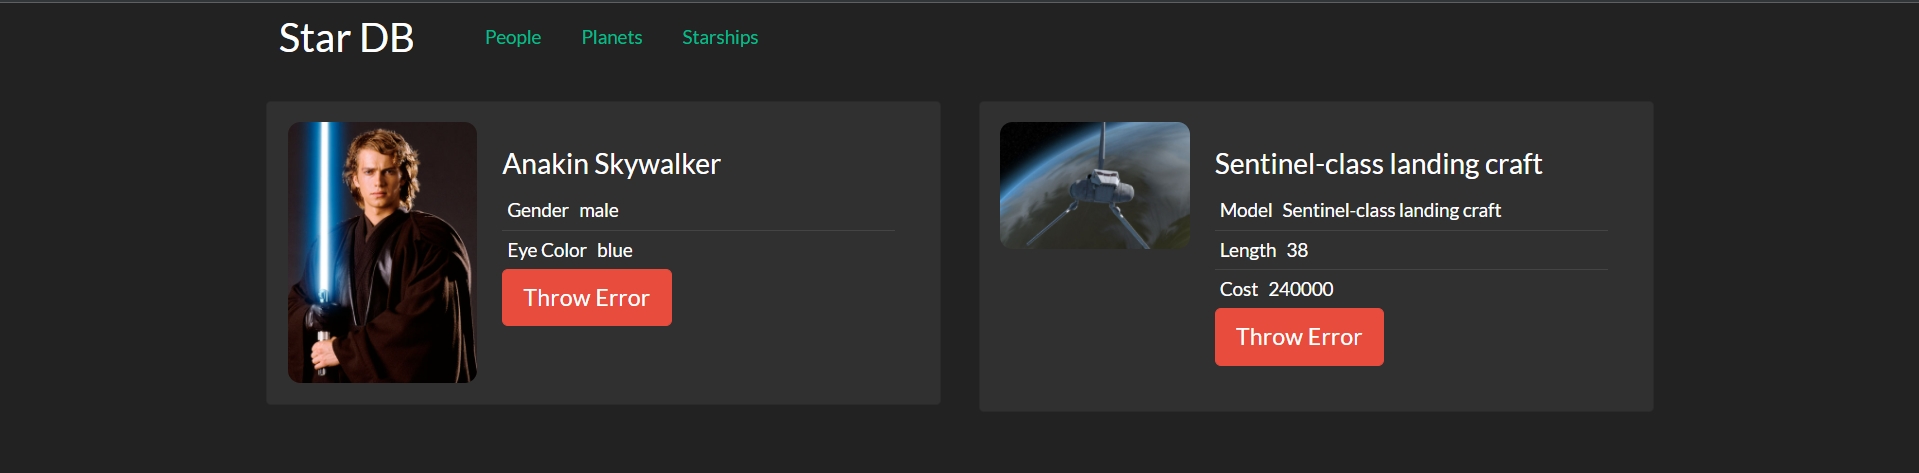 Star DB People Planets Starships
Anakin Skywalker
Gender male
Eye Color blue
Throw Error
Sentinel-class landing craft
Model Sentinel-class landing craft
Length 38
Cost 240000
Throw Error